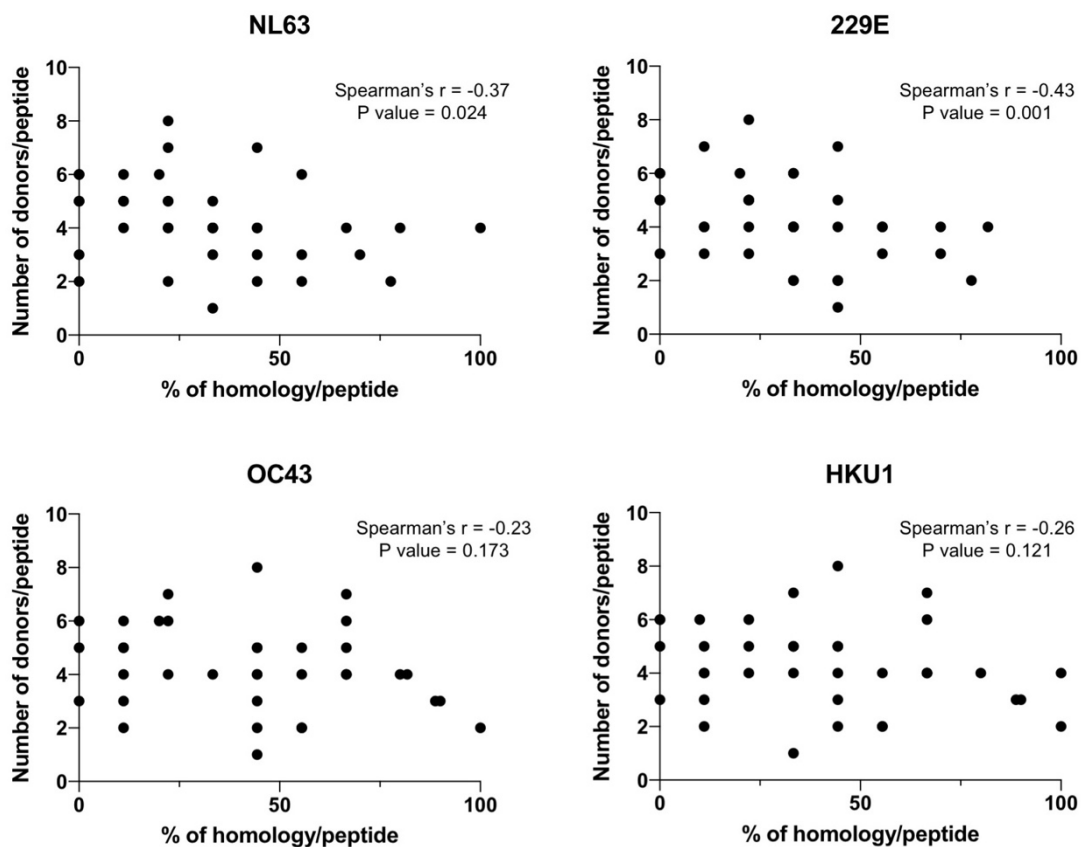 NL63
Spearman's r = -0.37
P value = 0.024
Number of donors/peptide
10
8
6
4
2
0
0 50 100
% of homology/peptide
229E
Spearman's r = -0.43
P value = 0.001
Number of donors/peptide
10
8
6
4
2
0
0 50 100
% of homology/peptide
OC43
Spearman's r = -0.23
P value = 0.173
Number of donors/peptide
10
8
6
4
2
0
0 50 100
% of homology/peptide
HKU1
Spearman's r = -0.26
P value = 0.121
Number of donors/peptide
10
8
6
4
2
0
0 50 100
% of homology/peptide